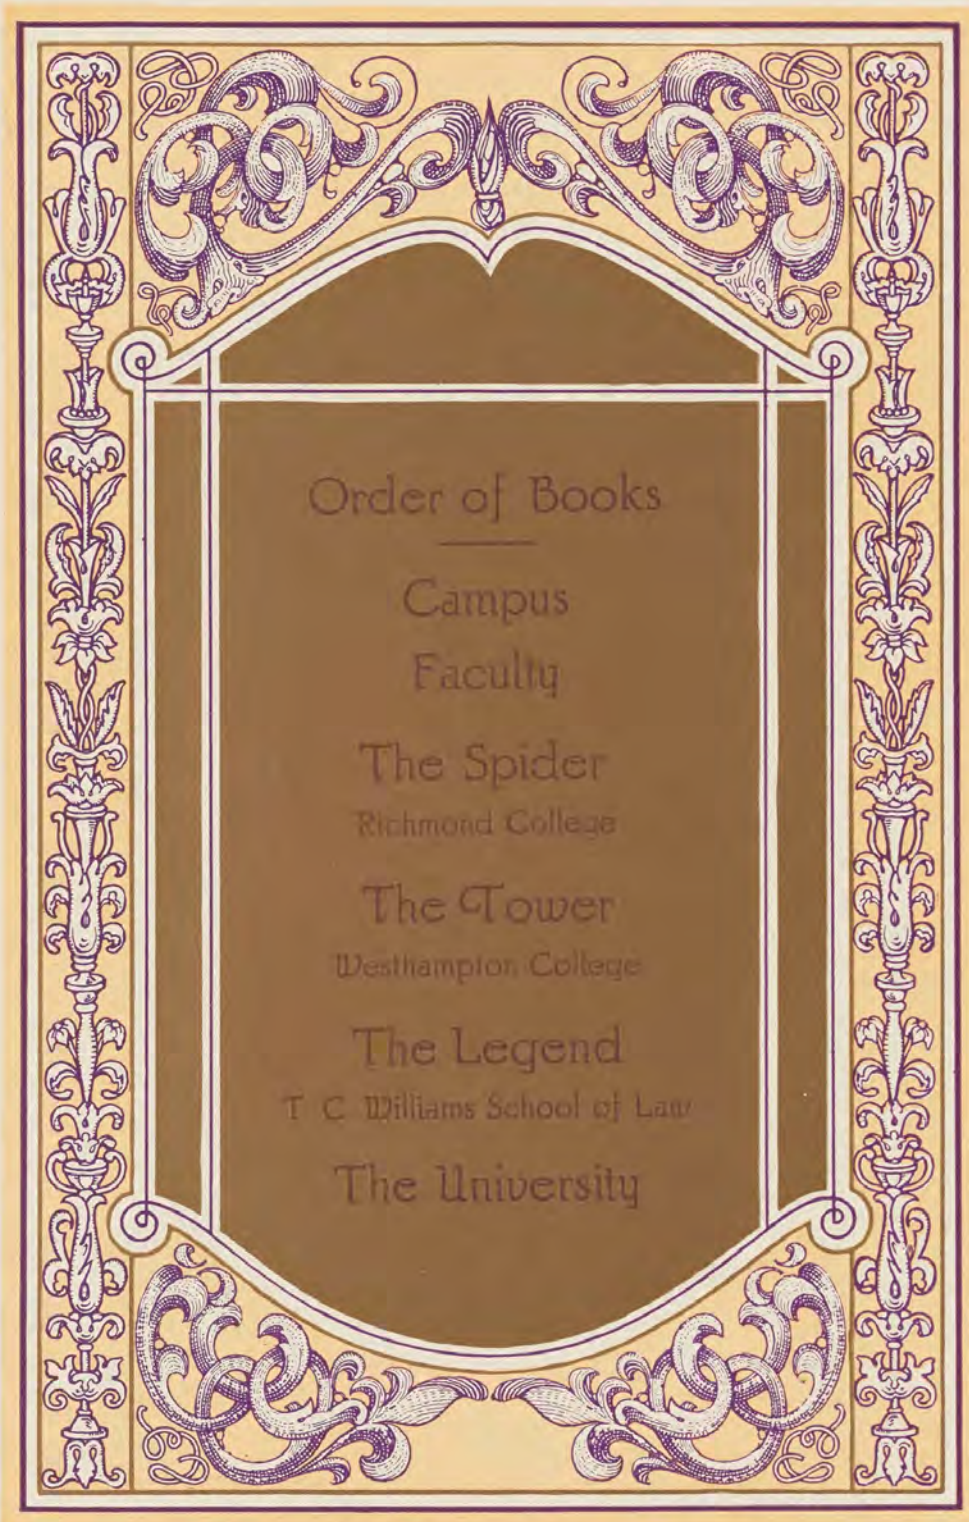 Order of Books
Campus
Faculty
The Spider
Richmond College
The Tower
Westhampton College
The Legend
T C Williams School of Law
The University